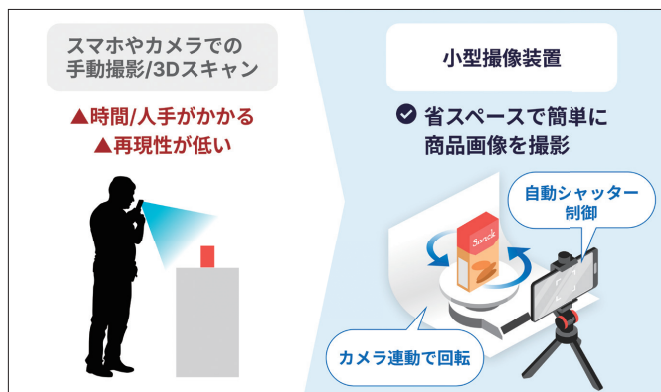 スマホやカメラでの
手動撮影/3Dスキャン
▲時間/人手がかかる
▲再現性が低い
小型撮像装置
省スペースで簡単に
商品画像を撮影
自動シャッター
制御
Snack
カメラ連動で回転